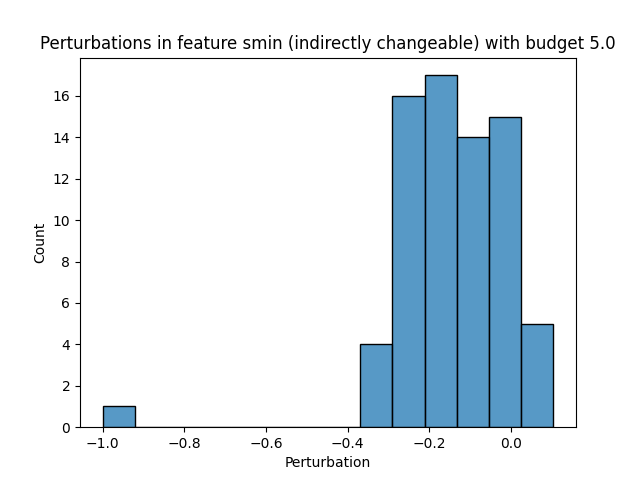 Perturbations in feature smin (indirectly changeable) with budget 5.0
Count
16
14
12
10
8
6
4
2
0
−1.0 −0.8 −0.6 −0.4 −0.2 0.0
Perturbation